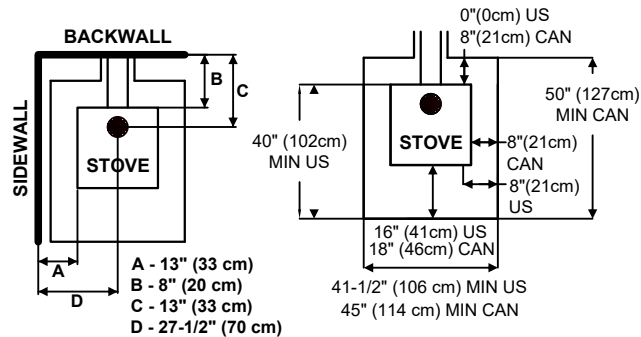 BACKWALL
SIDEWALL
B
C
STOVE
A
D
A - 13" (33 cm)
B - 8" (20 cm)
C - 13" (33 cm)
D - 27-1/2" (70 cm)
0"(0cm) US
8"(21cm) CAN
50" (127cm)
MIN CAN
40" (102cm)
MIN US
STOVE
8"(21cm)
CAN
8"(21cm)
US
16" (41cm) US
18" (46cm) CAN
41-1/2" (106 cm) MIN US
45" (114 cm) MIN CAN